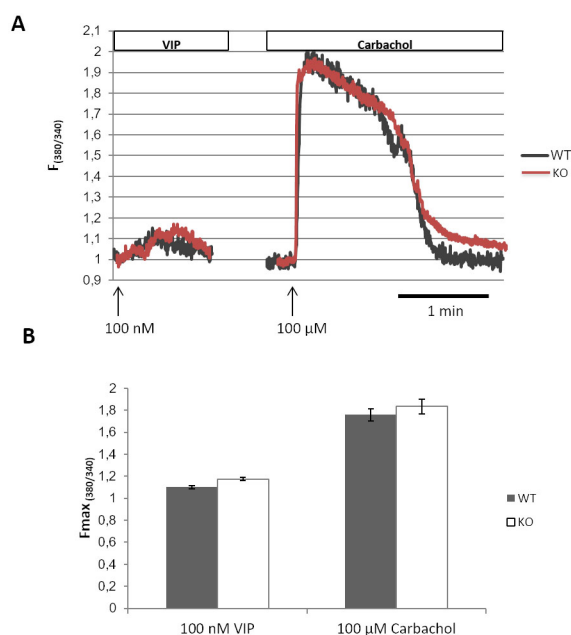 A
VIP
Carbachol
F(380/340)
2,1
2
1,9
1,8
1,7
1,6
1,5
1,4
1,3
1,2
1,1
1
0,9
WT
KO
100 nM
100 µM
1 min
B
Fmax (380/340)
2
1,8
1,6
1,4
1,2
1
0,8
0,6
0,4
0,2
0
WT
KO
100 nM VIP
100 µM Carbachol